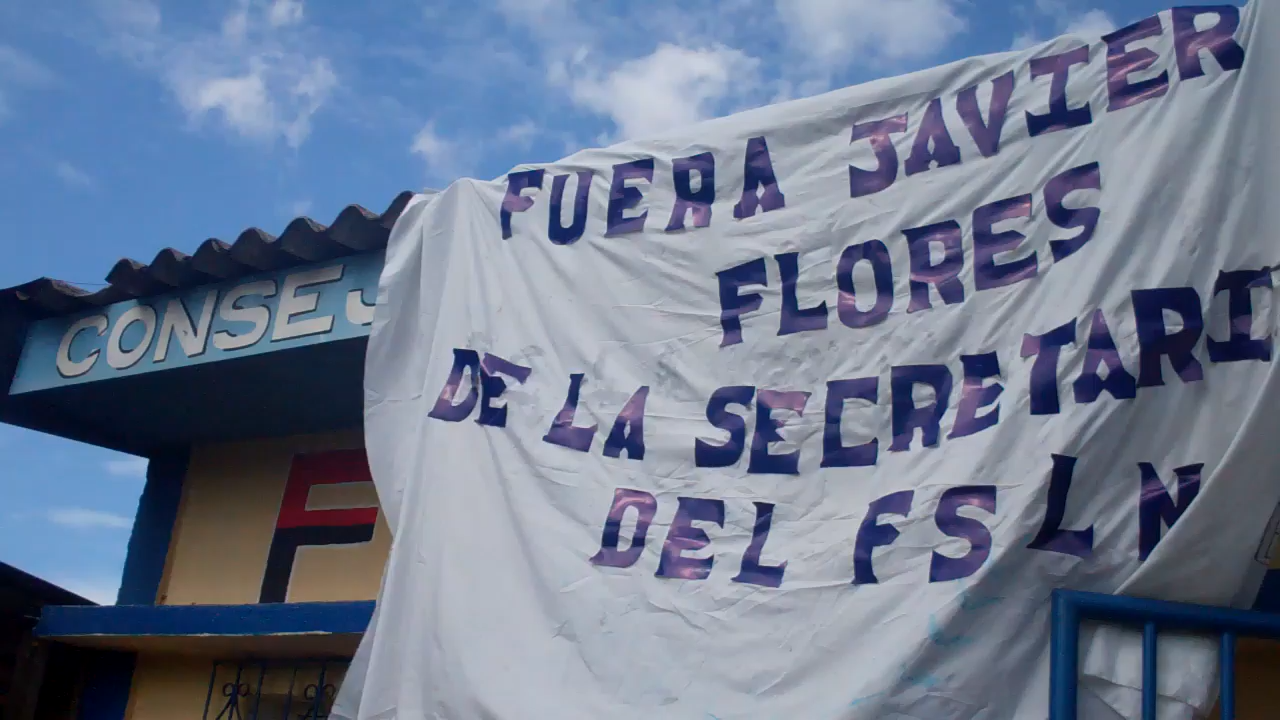 CONSEJ
F
FUERA JAVIER
FLORES
DE LA SECRETARI
DEL FSLN